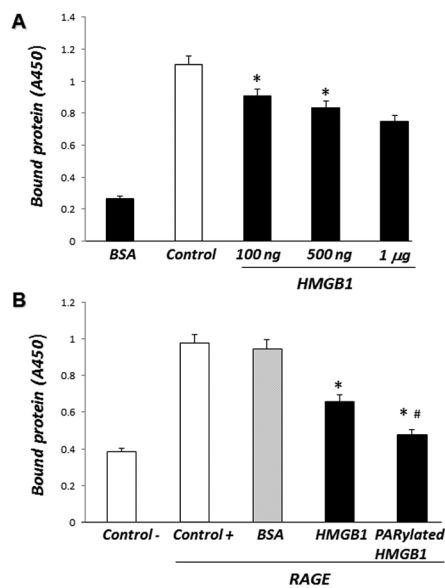 A
Bound protein (A450)
1.4
1.2
1
0.8
0.6
0.4
0.2
0
*
*
BSA Control 100 ng 500 ng 1 μg
HMGB1
B
Bound protein (A450)
1.2
1
0.8
0.6
0.4
0.2
0
*
* #
Control - Control + BSA HMGB1 PARylated
HMGB1
RAGE